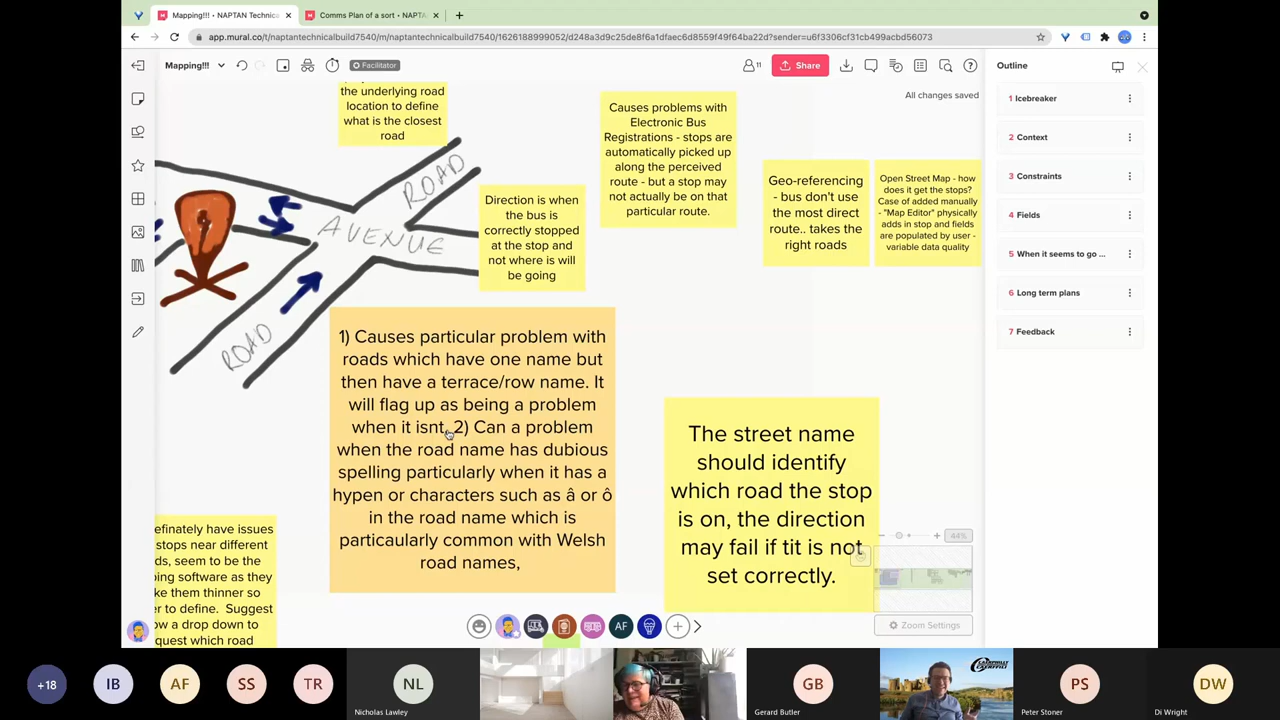 Mapping!!! • NAPTAN Technic
Comms Plan of a sort • NAPTA
app.mural.co/t/naptantechnicalbuild7540/m/naptantechnicalbuild7540/1626188999052/d248a3d9c25de8f6a1dfaec6d8559f49f64ba22d?sender=u6f3306cf31cb499acbd56073
Mapping!!!
Facilitator
11
Share
Outline
All changes saved
1 Icebreaker
2 Context
3 Constraints
4 Fields
5 When it seems to go ...
6 Long term plans
7 Feedback
the underlying road
location to define
what is the closest
road
Causes problems with
Electronic Bus
Registrations - stops are
automatically picked up
along the perceived
route - but a stop may
not actually be on that
particular route.
Geo-referencing
- bus don't use
the most direct
route.. takes the
right roads
Open Street Map - how
does it get the stops?
Case of added manually
- "Map Editor" physically
adds in stop and fields
are populated by user -
variable data quality
ROAD
AVENUE
ROAD
Direction is when
the bus is
correctly stopped
at the stop and
not where is will
be going
1) Causes particular problem with
roads which have one name but
then have a terrace/row name. It
will flag up as being a problem
when it isnt. 2) Can a problem
when the road name has dubious
spelling particularly when it has a
hypen or characters such as â or ô
in the road name which is
particaularly common with Welsh
road names,
The street name
should identify
which road the stop
is on, the direction
may fail if tit is not
set correctly.
efinately have issues
stops near different
ds, seem to be the
ing software as they
ke them thinner so
er to define. Suggest
ow a drop down to
quest which road
44%
Zoom Settings
AF
+18
IB
AF
SS
TR
NL
Nicholas Lawley
GB
Gerard Butler
PS
Peter Stoner
DW
Di Wright